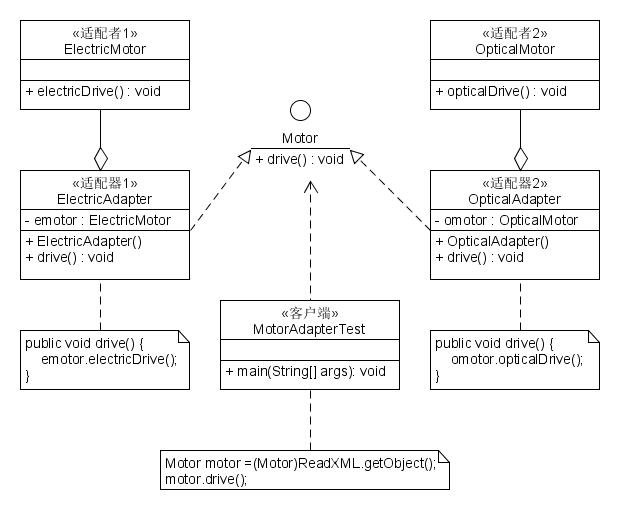 《适配者1》
ElectricMotor
+ electricDrive() : void
《适配者2》
OpticalMotor
+ opticalDrive() : void
Motor
+ drive() : void
《适配器1》
ElectricAdapter
- emotor : ElectricMotor
+ ElectricAdapter()
+ drive() : void
《适配器2》
OpticalAdapter
- omotor : OpticalMotor
+ OpticalAdapter()
+ drive() : void
public void drive() {
emotor.electricDrive();
}
《客户端》
MotorAdapterTest
+ main(String[] args): void
public void drive() {
omotor.opticalDrive();
}
Motor motor =(Motor)ReadXML.getObject();
motor.drive();